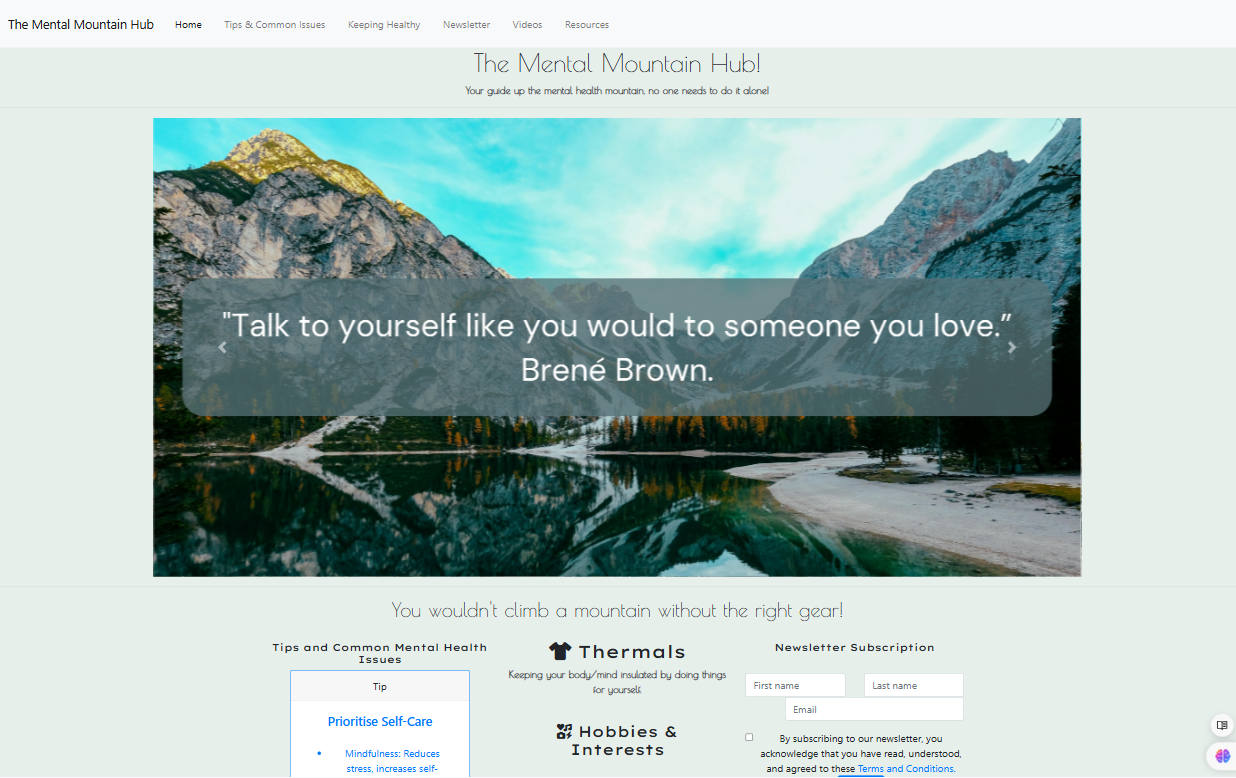 The Mental Mountain Hub Home Tips & Common Issues Keeping Healthy Newsletter Videos Resources
The Mental Mountain Hub!
Your guide up the mental health mountain, no one needs to do it alone!
"Talk to yourself like you would to someone you love.”
Brené Brown.
You wouldn't climb a mountain without the right gear!
Tips and Common Mental Health
Issues
Tip
Prioritise Self-Care
Mindfulness: Reduces
stress, increases self-
Thermals
Keeping your body/mind insulated by doing things
for yourself.
Hobbies &
Interests
Newsletter Subscription
First name Last name
Email
By subscribing to our newsletter, you
acknowledge that you have read, understood,
and agreed to these Terms and Conditions.